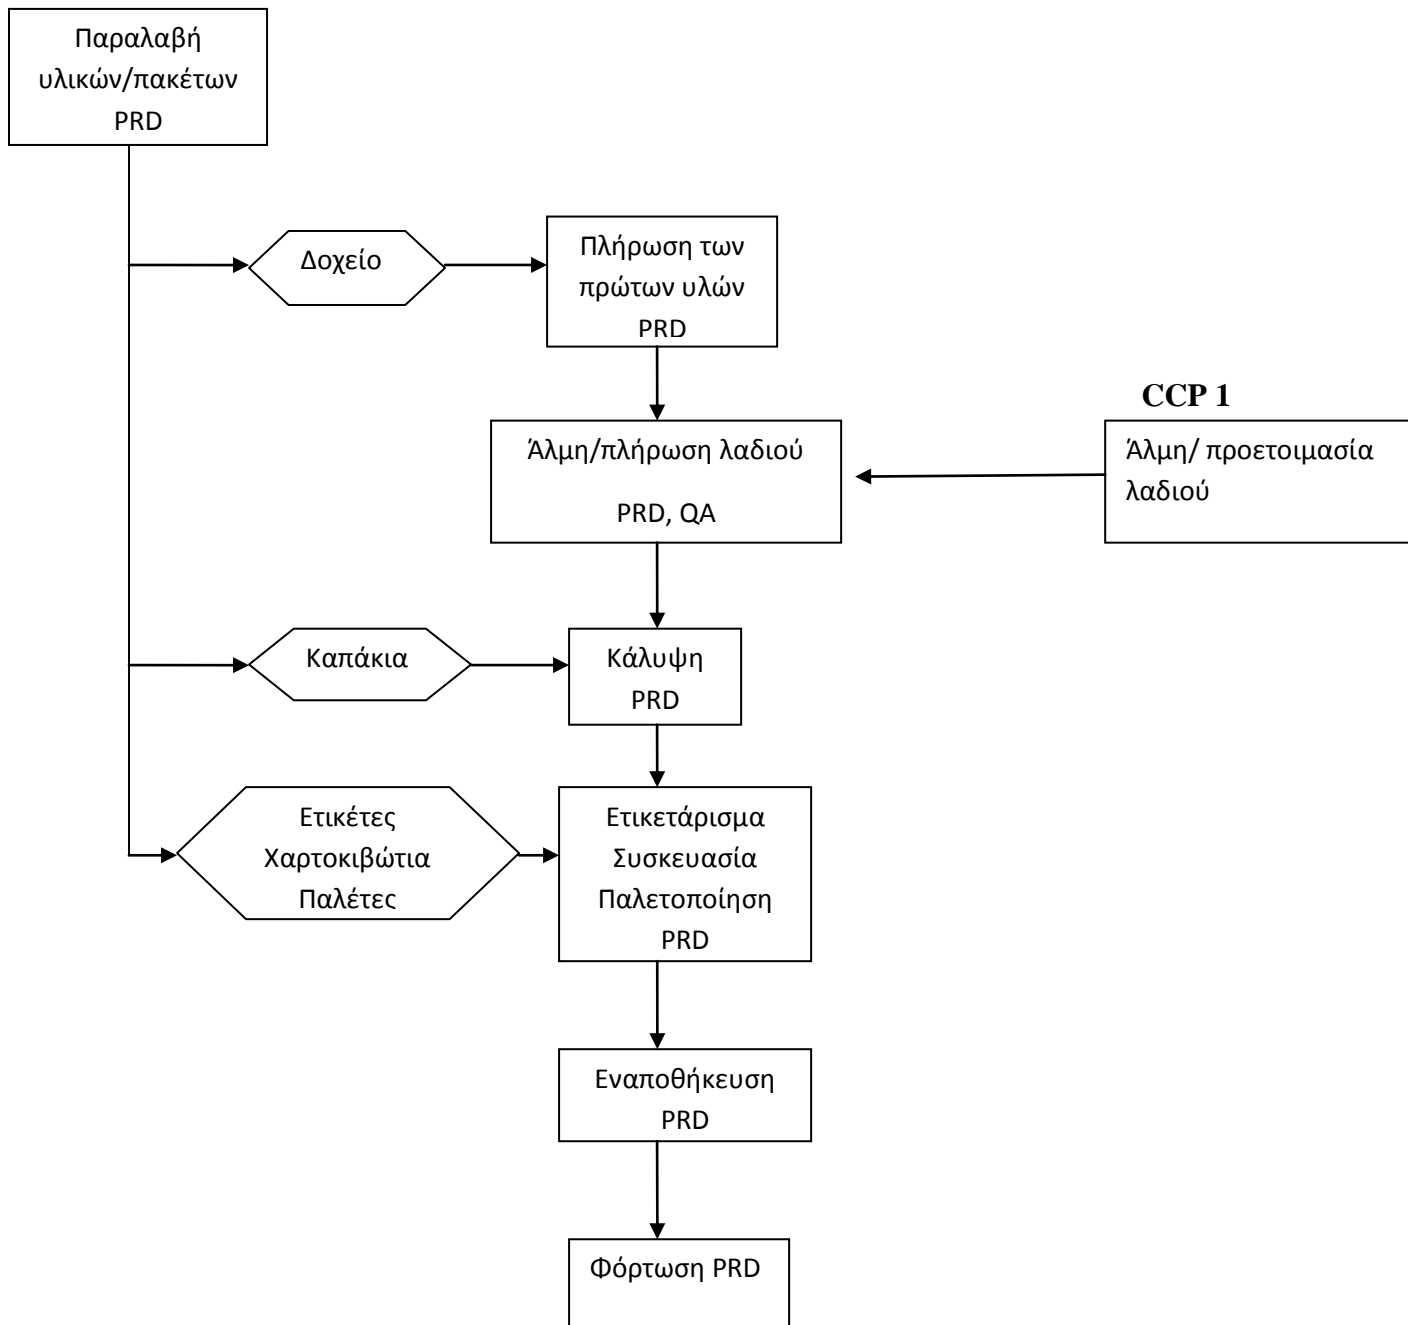 Παραλαβή
υλικών/πακέτων
PRD
Δοχείο
Πλήρωση των
πρώτων υλών
PRD
CCP 1
Άλμη/πλήρωση λαδιού
PRD, QA
Άλμη/ προετοιμασία
λαδιού
Καπάκια
Κάλυψη
PRD
Ετικέτες
Χαρτοκιβώτια
Παλέτες
Ετικετάρισμα
Συσκευασία
Παλετοποίηση
PRD
Εναποθήκευση
PRD
Φόρτωση PRD